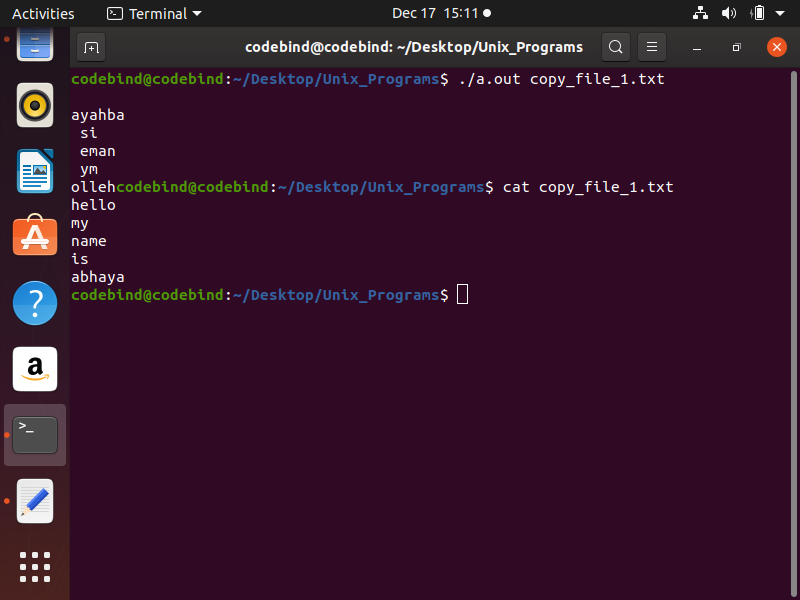 Activities
Terminal
Dec 17 15:11
codebind@codebind: ~/Desktop/Unix_Programs
codebind@codebind:~/Desktop/Unix_Programs$ ./a.out copy_file_1.txt

ayahba
 si
 eman
 ym
ollehcodebind@codebind:~/Desktop/Unix_Programs$ cat copy_file_1.txt
hello
my
name
is
abhaya
codebind@codebind:~/Desktop/Unix_Programs$
?
a
>_